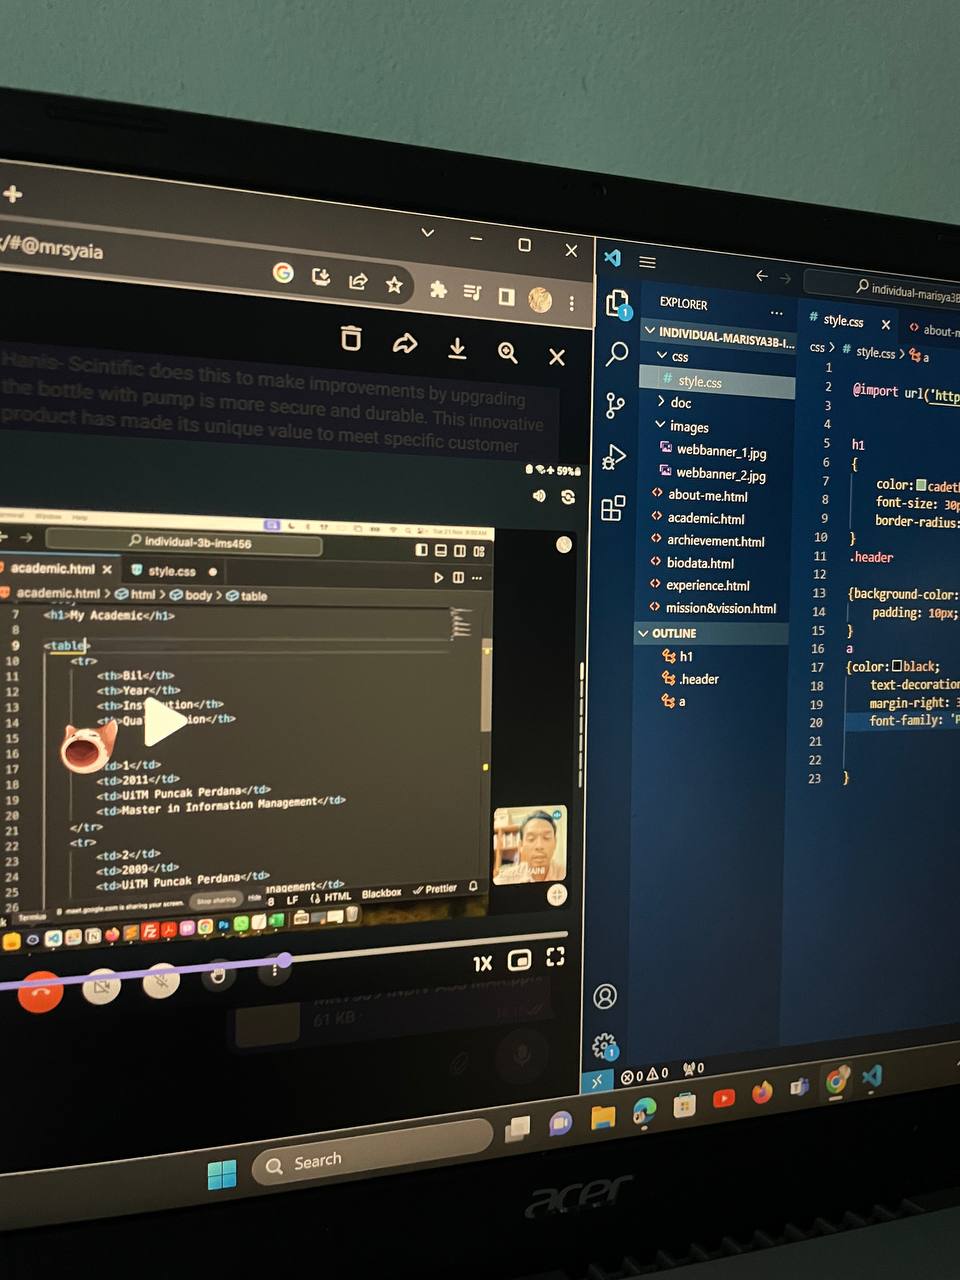 /#@mrsyaia
Hanis- Scintific does this to make improvements by upgrading
the bottle with pump is more secure and durable. This innovative
product has made its unique value to meet specific customer
59%
individual-3b-ims456
academic.html
style.css
academic.html > html > body > table
7 <h1>My Academic</h1>
8
9 <table>
10 <tr>
11 <th>Bil</th>
12 <th>Year</th>
13 </th>
14 </th>
15
16
17 <td>1</td>
18 <td>2011</td>
19 <td>UiTM Puncak Perdana</td>
20 <td>Master in Information Management</td>
21 </tr>
22 <tr>
23 <td>2</td>
24 <td>2009</td>
25 <td>UiTM Puncak Perdana</td>
26 anagement</td>
8 LF {} HTML Blackbox Prettier
Termius
meet.google.com is sharing your screen.
Stop sharing
Hide
1X
61 KB
individual-marisya3B
EXPLORER
INDIVIDUAL-MARISYA3B-I...
css
# style.css
doc
images
webbanner_1.jpg
webbanner_2.jpg
<> about-me.html
<> academic.html
<> archievement.html
<> biodata.html
<> experience.html
<> mission&vission.html
OUTLINE
h1
.header
a
1
1
# style.css
<> about-m
css > # style.css > a
1
2 @import url('http
3
4
5 h1
6 {
7 color: cadet
8 font-size: 30p
9 border-radius:
10 }
11 .header
12
13 {background-color:
14 padding: 10px;
15 }
16 a
17 {color: black;
18 text-decoration
19 margin-right: 3
20 font-family: 'P
21
22
23 }
0 0 0
Search
acer